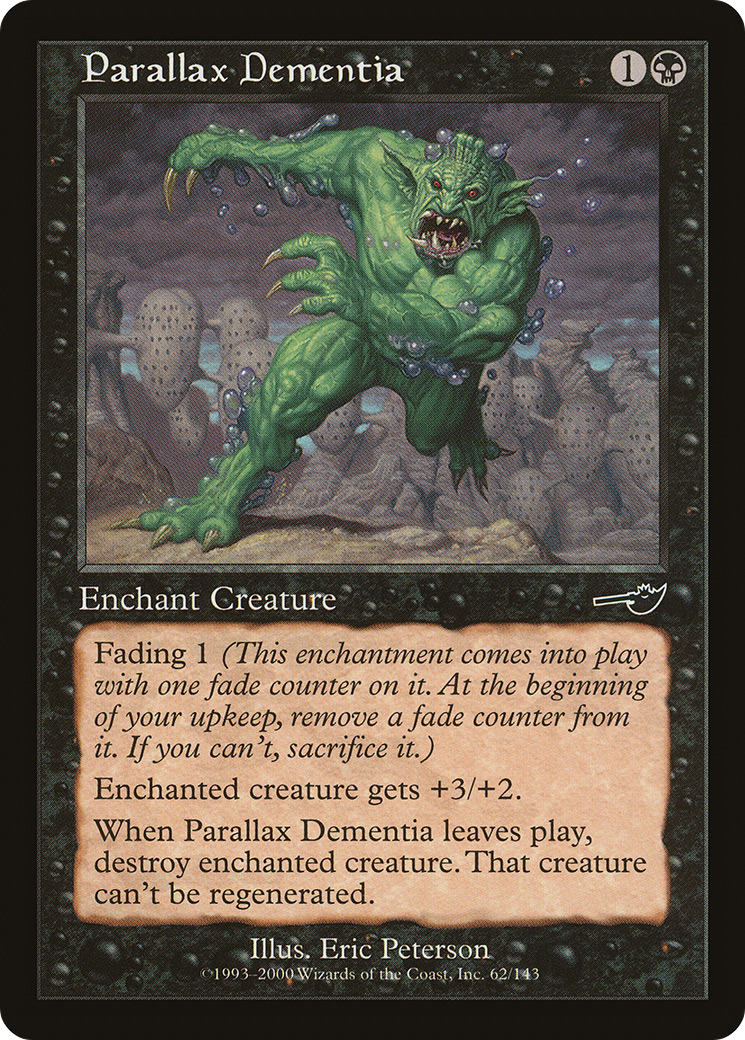 Parallax Dementia 1
Enchant Creature
Fading 1 (This enchantment comes into play
with one fade counter on it. At the beginning
of your upkeep, remove a fade counter from
it. If you can't, sacrifice it.)
Enchanted creature gets +3/+2.
When Parallax Dementia leaves play,
destroy enchanted creature. That creature
can't be regenerated.
Illus. Eric Peterson
©1993–2000 Wizards of the Coast, Inc. 62/143